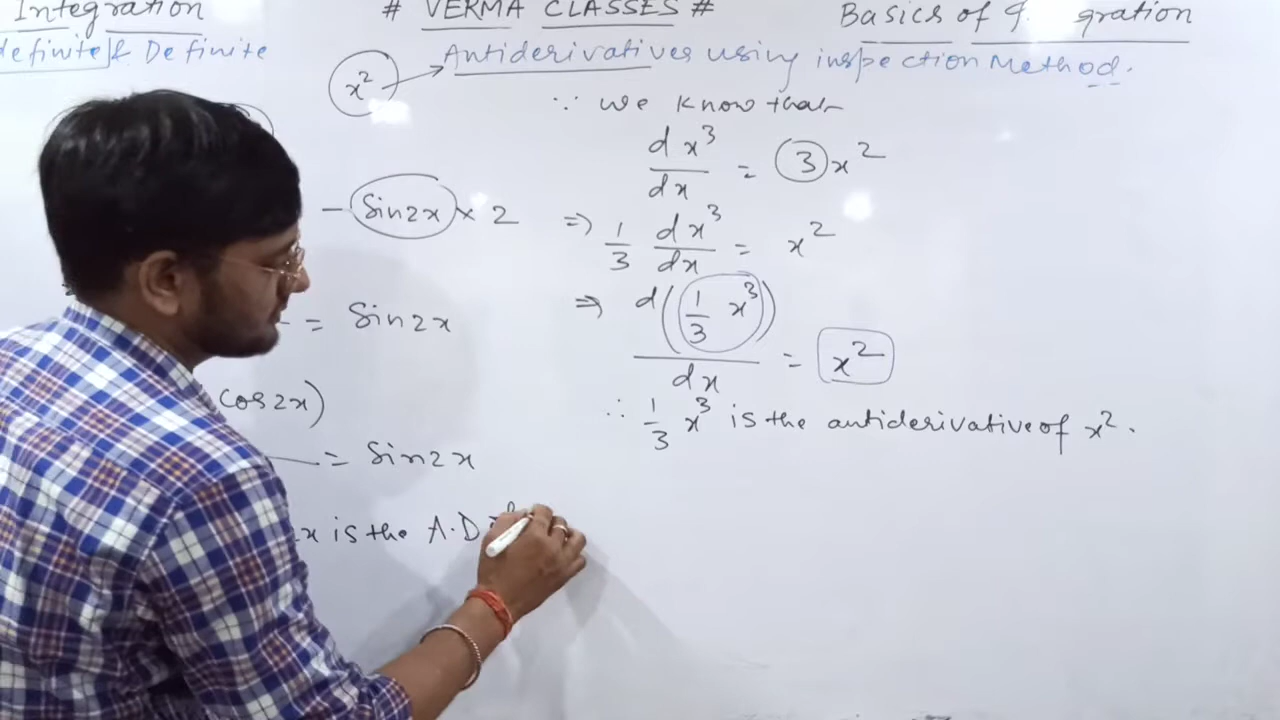 Integration
# VERMA CLASSES #
Basics of
definite & Definite
Antiderivatives using inspection Method.
x²
∵ we know that
d x³ / dx = 3 x²
⇒ 1/3 d x³ / dx = x²
⇒ d(1/3 x³) / dx = x²
∴ 1/3 x³ is the antiderivative of x².
- Sin2x × 2
= Sin2x
cos2x)
= Sin2x
x is the A.D